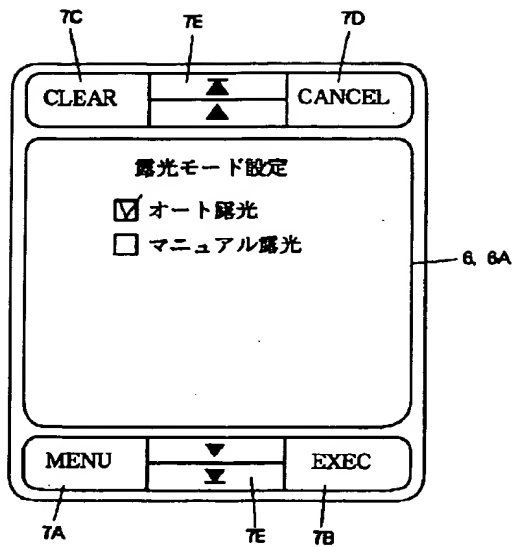 7C 7E 7D
CLEAR CANCEL
露光モード設定
オート露光
マニュアル露光
6, 6A
MENU EXEC
7A 7E 7B